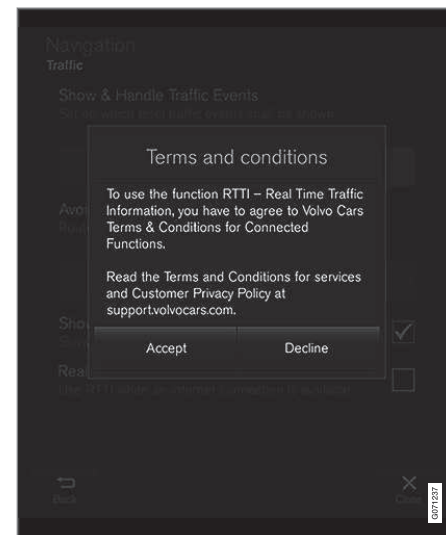 Navigation
Traffic
Show & Handle Traffic Events
Terms and conditions
To use the function RTTI – Real Time Traffic
Information, you have
to agree to Volvo Cars
Terms & Conditions for Connected
Functions.
Read the Terms and Conditions for services
and Customer Privacy Policy at
support.volvocars.com.
Accept
Decline
Back
Close
G071237